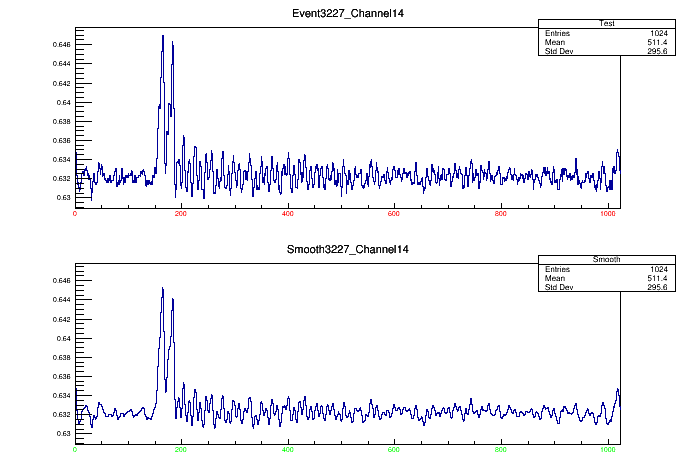 Event3227_Channel14
Test
Entries 1024
Mean 511.4
Std Dev 295.6
0.646
0.644
0.642
0.64
0.638
0.636
0.634
0.632
0.63
0 200 400 600 800 1000
Smooth3227_Channel14
Smooth
Entries 1024
Mean 511.4
Std Dev 295.6
0.646
0.644
0.642
0.64
0.638
0.636
0.634
0.632
0.63
0 200 400 600 800 1000